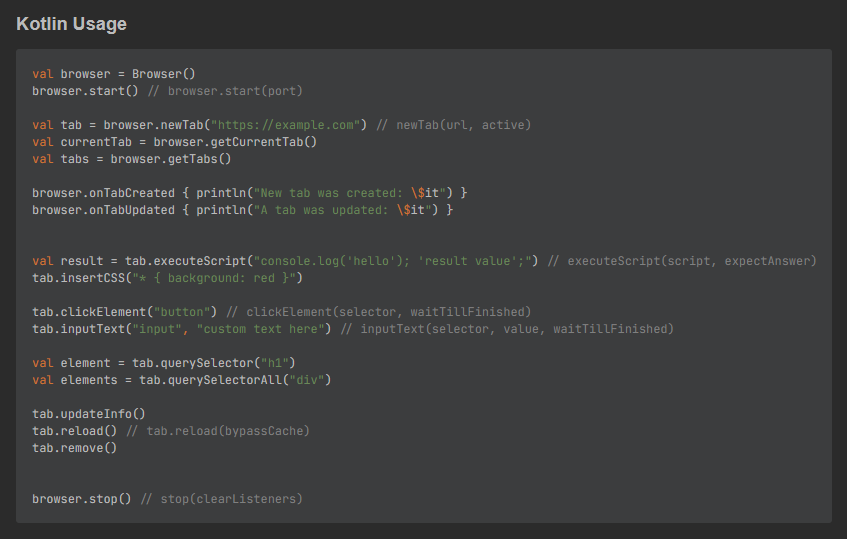 Kotlin Usage
val browser = Browser()
browser.start() // browser.start(port)
val tab = browser.newTab("https://example.com") // newTab(url, active)
val currentTab = browser.getCurrentTab()
val tabs = browser.getTabs()
browser.onTabCreated { println("New tab was created: \$it") }
browser.onTabUpdated { println("A tab was updated: \$it") }
val result = tab.executeScript("console.log('hello'); 'result value';") // executeScript(script, expectAnswer)
tab.insertCSS("* { background: red }")
tab.clickElement("button") // clickElement(selector, waitTillFinished)
tab.inputText("input", "custom text here") // inputText(selector, value, waitTillFinished)
val element = tab.querySelector("h1")
val elements = tab.querySelectorAll("div")
tab.updateInfo()
tab.reload() // tab.reload(bypassCache)
tab.remove()
browser.stop() // stop(clearListeners)